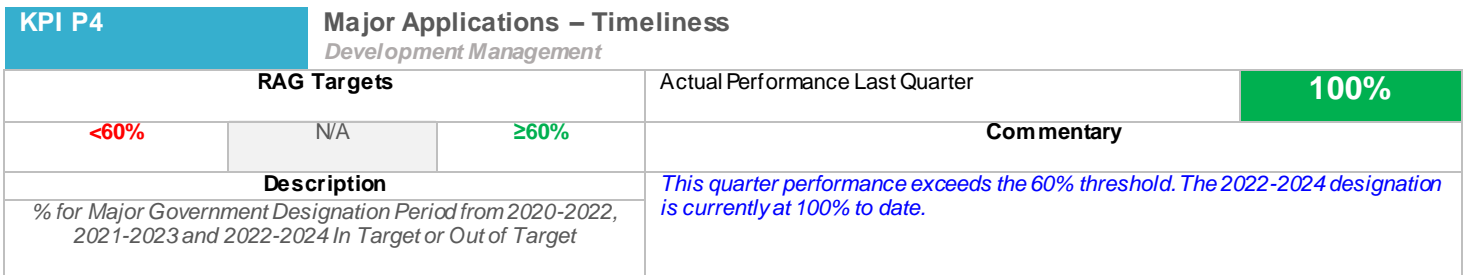 KPI P4
Major Applications – Timeliness
Development Management
RAG Targets
Actual Performance Last Quarter
100%
<60%
N/A
≥60%
Commentary
Description
This quarter performance exceeds the 60% threshold. The 2022-2024 designation
is currently at 100% to date.
% for Major Government Designation Period from 2020-2022,
2021-2023 and 2022-2024 In Target or Out of Target